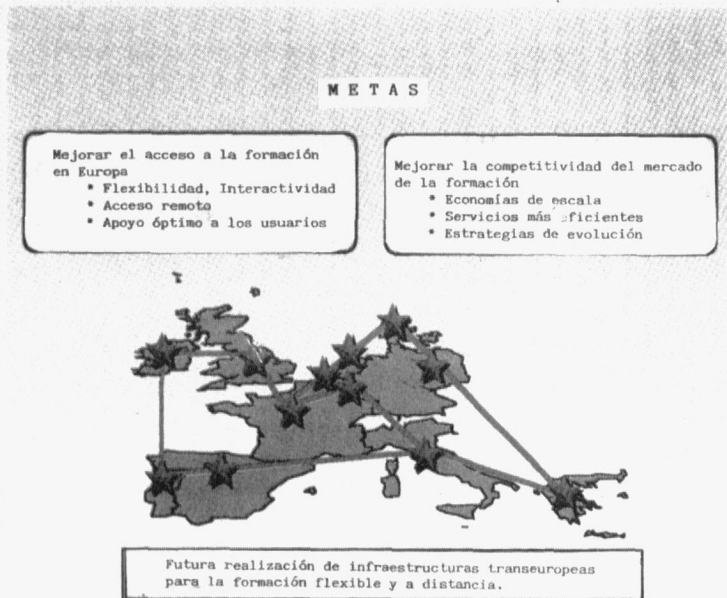 METAS
Mejorar el acceso a la formación
en Europa
* Flexibilidad, Interactividad
* Acceso remoto
* Apoyo óptimo a los usuarios
Mejorar la competitividad del mercado
de la formación
* Economías de escala
* Servicios más eficientes
* Estrategias de evolución
Futura realización de infraestructuras transeuropeas
para la formación flexible y a distancia.